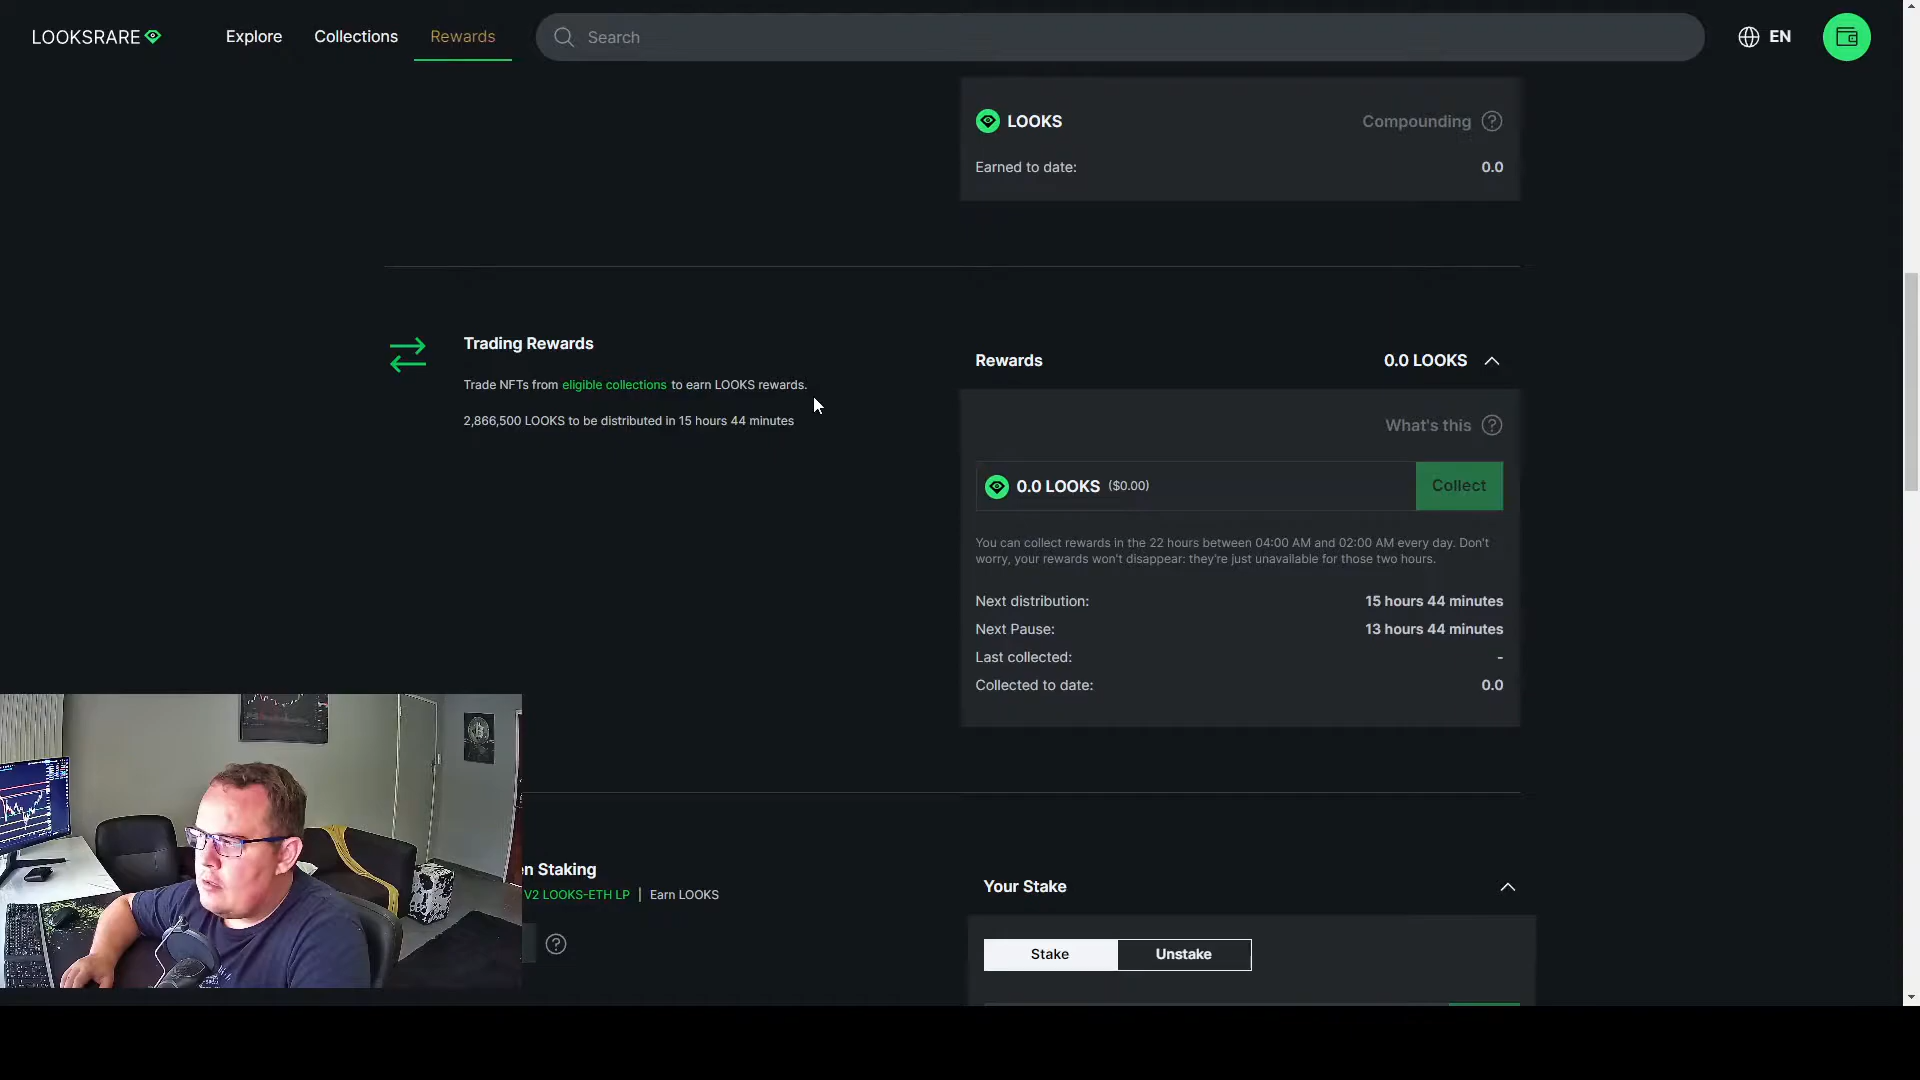 LOOKSRARE
Explore
Collections
Rewards
Search
EN
LOOKS
Compounding
Earned to date:
0.0
Trading Rewards
Trade NFTs from eligible collections to earn LOOKS rewards.
2,866,500 LOOKS to be distributed in 15 hours 44 minutes
Rewards
0.0 LOOKS
What's this
0.0 LOOKS ($0.00)
Collect
You can collect rewards in the 22 hours between 04:00 AM and 02:00 AM every day. Don't
worry, your rewards won't disappear: they're just unavailable for those two hours.
Next distribution:
15 hours 44 minutes
Next Pause:
13 hours 44 minutes
Last collected:
-
Collected to date:
0.0
en Staking
V2 LOOKS-ETH LP | Earn LOOKS
Your Stake
Stake
Unstake